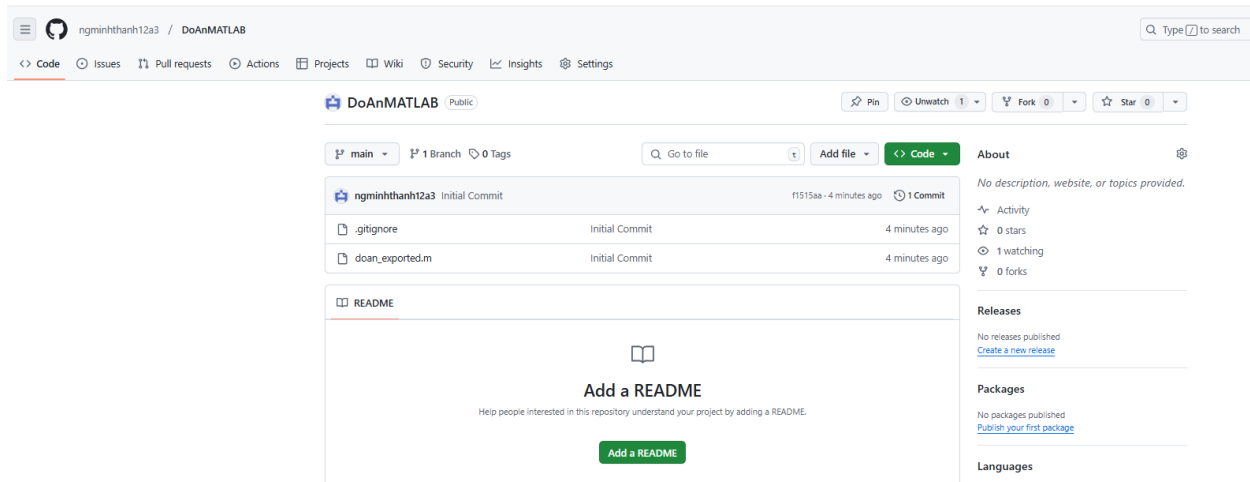 ngminhthanh12a3 / DoAnMATLAB
Type / to search
Code Issues Pull requests Actions Projects Wiki Security Insights Settings
DoAnMATLAB Public
Pin Unwatch 1 Fork 0 Star 0
main 1 Branch 0 Tags Go to file t Add file Code
ngminhthanh12a3 Initial Commit f1515aa · 4 minutes ago 1 Commit
.gitignore Initial Commit 4 minutes ago
doan_exported.m Initial Commit 4 minutes ago
README
Add a README
Help people interested in this repository understand your project by adding a README.
Add a README
About
No description, website, or topics provided.
Activity
0 stars
1 watching
0 forks
Releases
No releases published
Create a new release
Packages
No packages published
Publish your first package
Languages